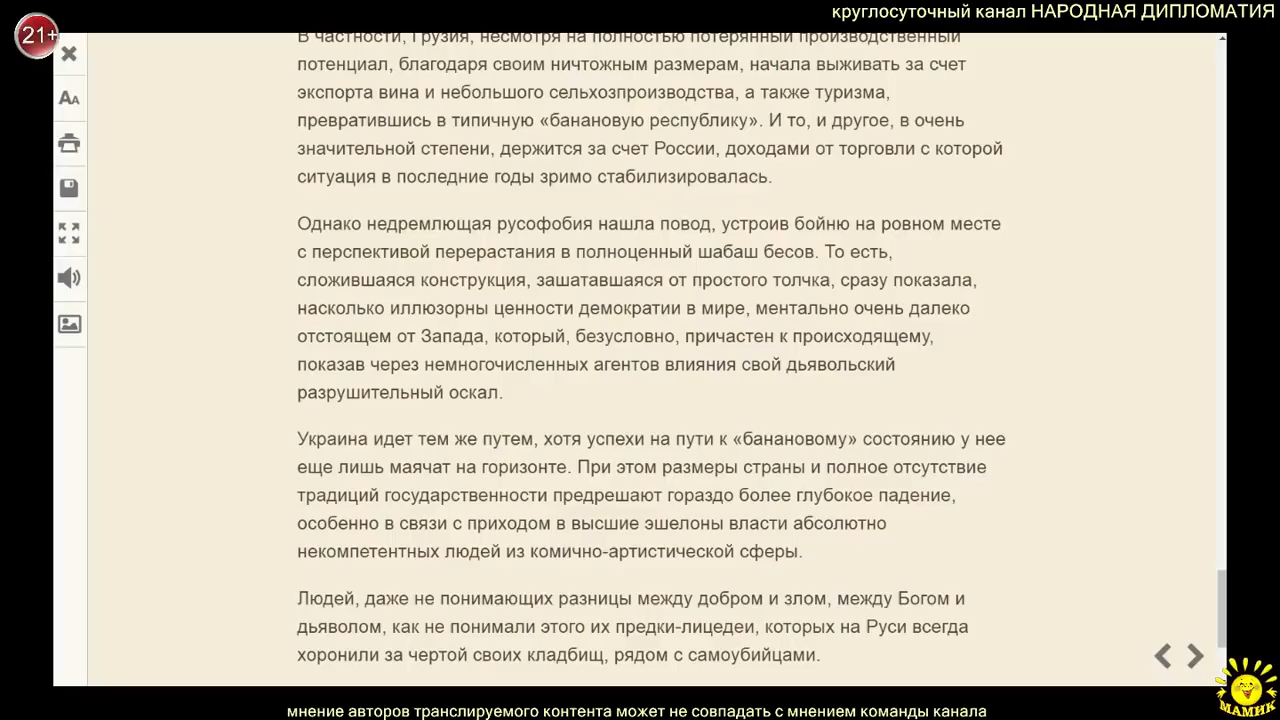 круглосуточный канал НАРОДНАЯ ДИПЛОМАТИЯ
21+
В частности, Грузия, несмотря на полностью потерянный производственный
потенциал, благодаря своим ничтожным размерам, начала выживать за счет
экспорта вина и небольшого сельхозпроизводства, а также туризма,
превратившись в типичную «банановую республику». И то, и другое, в очень
значительной степени, держится за счет России, доходами от торговли с которой
ситуация в последние годы зримо стабилизировалась.
Однако недремлющая русофобия нашла повод, устроив бойню на ровном месте
с перспективой перерастания в полноценный шабаш бесов. То есть,
сложившаяся конструкция, зашатавшаяся от простого толчка, сразу показала,
насколько иллюзорны ценности демократии в мире, ментально очень далеко
отстоящем от Запада, который, безусловно, причастен к происходящему,
показав через немногочисленных агентов влияния свой дьявольский
разрушительный оскал.
Украина идет тем же путем, хотя успехи на пути к «банановому» состоянию у нее
еще лишь маячат на горизонте. При этом размеры страны и полное отсутствие
традиций государственности предрешают гораздо более глубокое падение,
особенно в связи с приходом в высшие эшелоны власти абсолютно
некомпетентных людей из комично-артистической сферы.
Людей, даже не понимающих разницы между добром и злом, между Богом и
дьяволом, как не понимали этого их предки-лицедеи, которых на Руси всегда
хоронили за чертой своих кладбищ, рядом с самоубийцами.
МАМИК
мнение авторов транслируемого контента может не совпадать с мнением команды канала